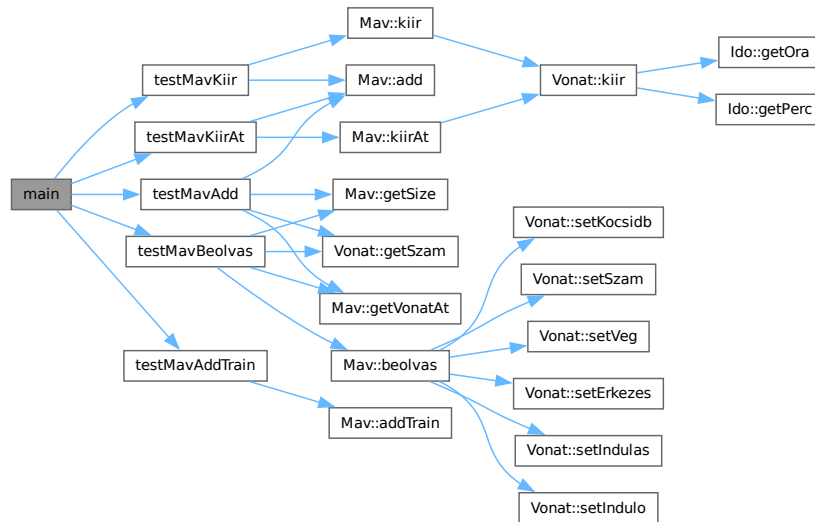 main
testMavKiir
testMavKiirAt
testMavAdd
testMavBeolvas
testMavAddTrain
Mav::kiir
Mav::add
Mav::kiirAt
Mav::getSize
Vonat::getSzam
Mav::getVonatAt
Mav::beolvas
Mav::addTrain
Vonat::kiir
Vonat::setKocsidb
Vonat::setSzam
Vonat::setVeg
Vonat::setErkezes
Vonat::setIndulas
Vonat::setIndulo
Ido::getOra
Ido::getPerc